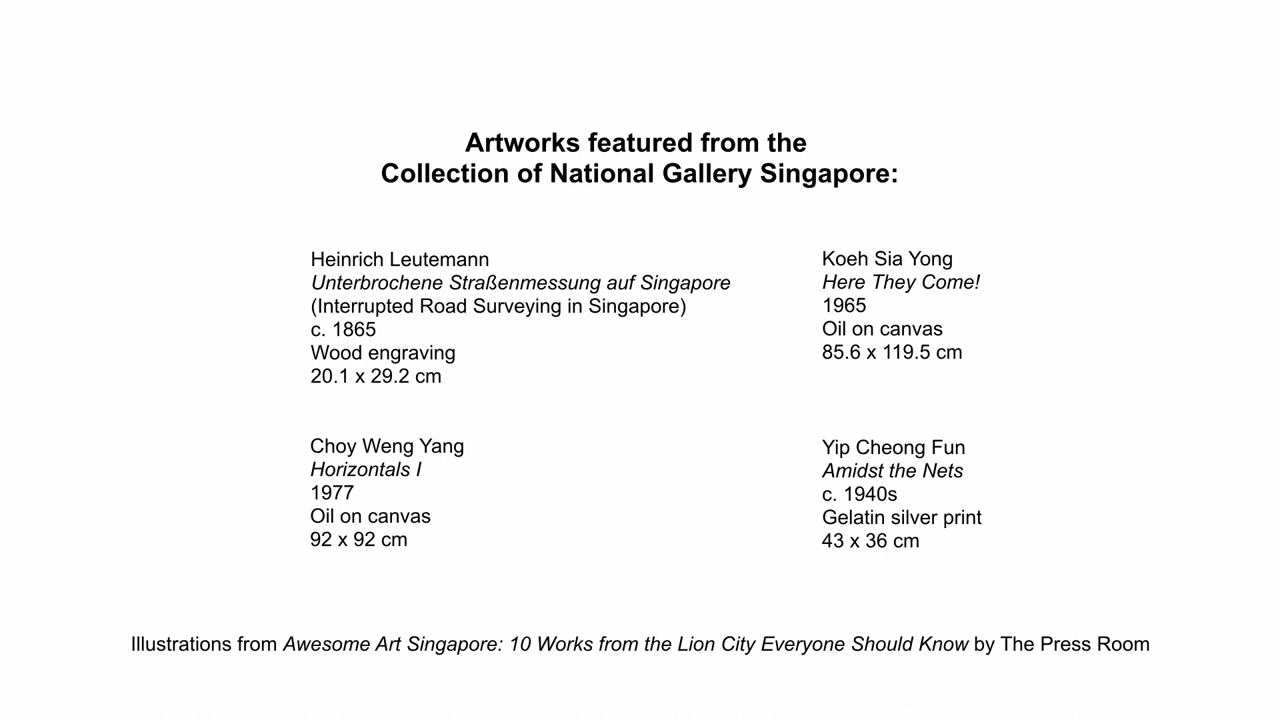 Artworks featured from the
Collection of National Gallery Singapore:
Heinrich Leutemann
Unterbrochene Straßenmessung auf Singapore
(Interrupted Road Surveying in Singapore)
c. 1865
Wood engraving
20.1 x 29.2 cm
Koeh Sia Yong
Here They Come!
1965
Oil on canvas
85.6 x 119.5 cm
Choy Weng Yang
Horizontals I
1977
Oil on canvas
92 x 92 cm
Yip Cheong Fun
Amidst the Nets
c. 1940s
Gelatin silver print
43 x 36 cm
Illustrations from Awesome Art Singapore: 10 Works from the Lion City Everyone Should Know by The Press Room